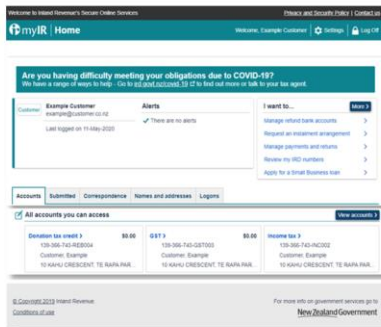 Welcome to Inland Revenue's Secure Online Services
Privacy and Security Policy | Contact us
myIR | Home
Welcome, Example Customer
Settings
Log Off
Are you having difficulty meeting your obligations due to COVID-19?
We have a range of ways to help - Go to
to find out more or talk to your tax agent.
Customer
Example Customer
example@customer.co.nz
Last logged on 11-May-2020
Alerts
There are no alerts
I want to...
More
Manage refund bank accounts
Request an instalment arrangement
Manage payments and returns
Review my IRD numbers
Apply for a Small Business loan
Accounts
Submitted
Correspondence
Names and addresses
Logons
All accounts you can access
View accounts
Donation tax credit
$0.00
139-366-743-REB004
Customer, Example
10 KAHU CRESCENT, TE RAPA PAR...
GST
$0.00
139-366-743-GST003
Customer, Example
10 KAHU CRESCENT, TE RAPA PAR...
Income tax
139-366-743-INC002
Customer, Example
10 KAHU CRESCENT, TE RAPA PAR...
© Copyright 2019 Inland Revenue.
Conditions of use
For more info on government services go to
New Zealand Government